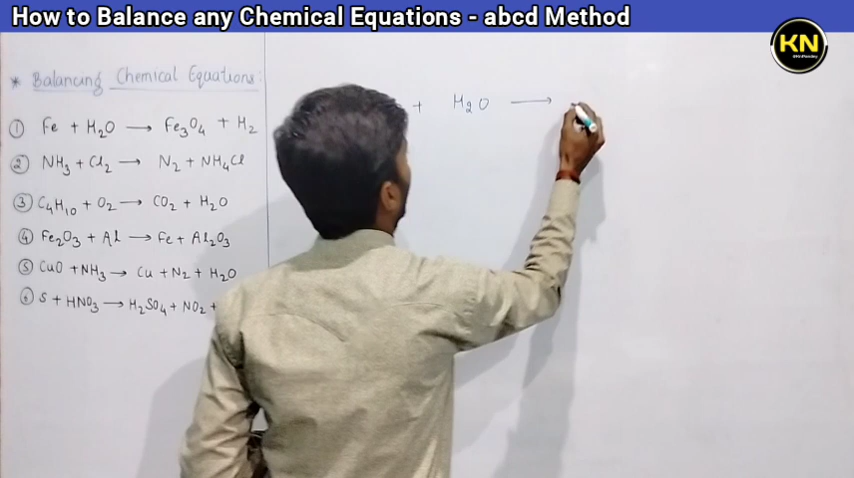 How to Balance any Chemical Equations - abcd Method
KN
* Balancing Chemical Equations:
+ H₂O ⟶
① Fe + H₂O ⟶ Fe₃O₄ + H₂
② NH₃ + Cl₂ ⟶ N₂ + NH₄Cl
③ C₄H₁₀ + O₂ ⟶ CO₂ + H₂O
④ Fe₂O₃ + Al ⟶ Fe + Al₂O₃
⑤ CuO + NH₃ ⟶ Cu + N₂ + H₂O
⑥ S + HNO₃ ⟶ H₂SO₄ + NO₂ +